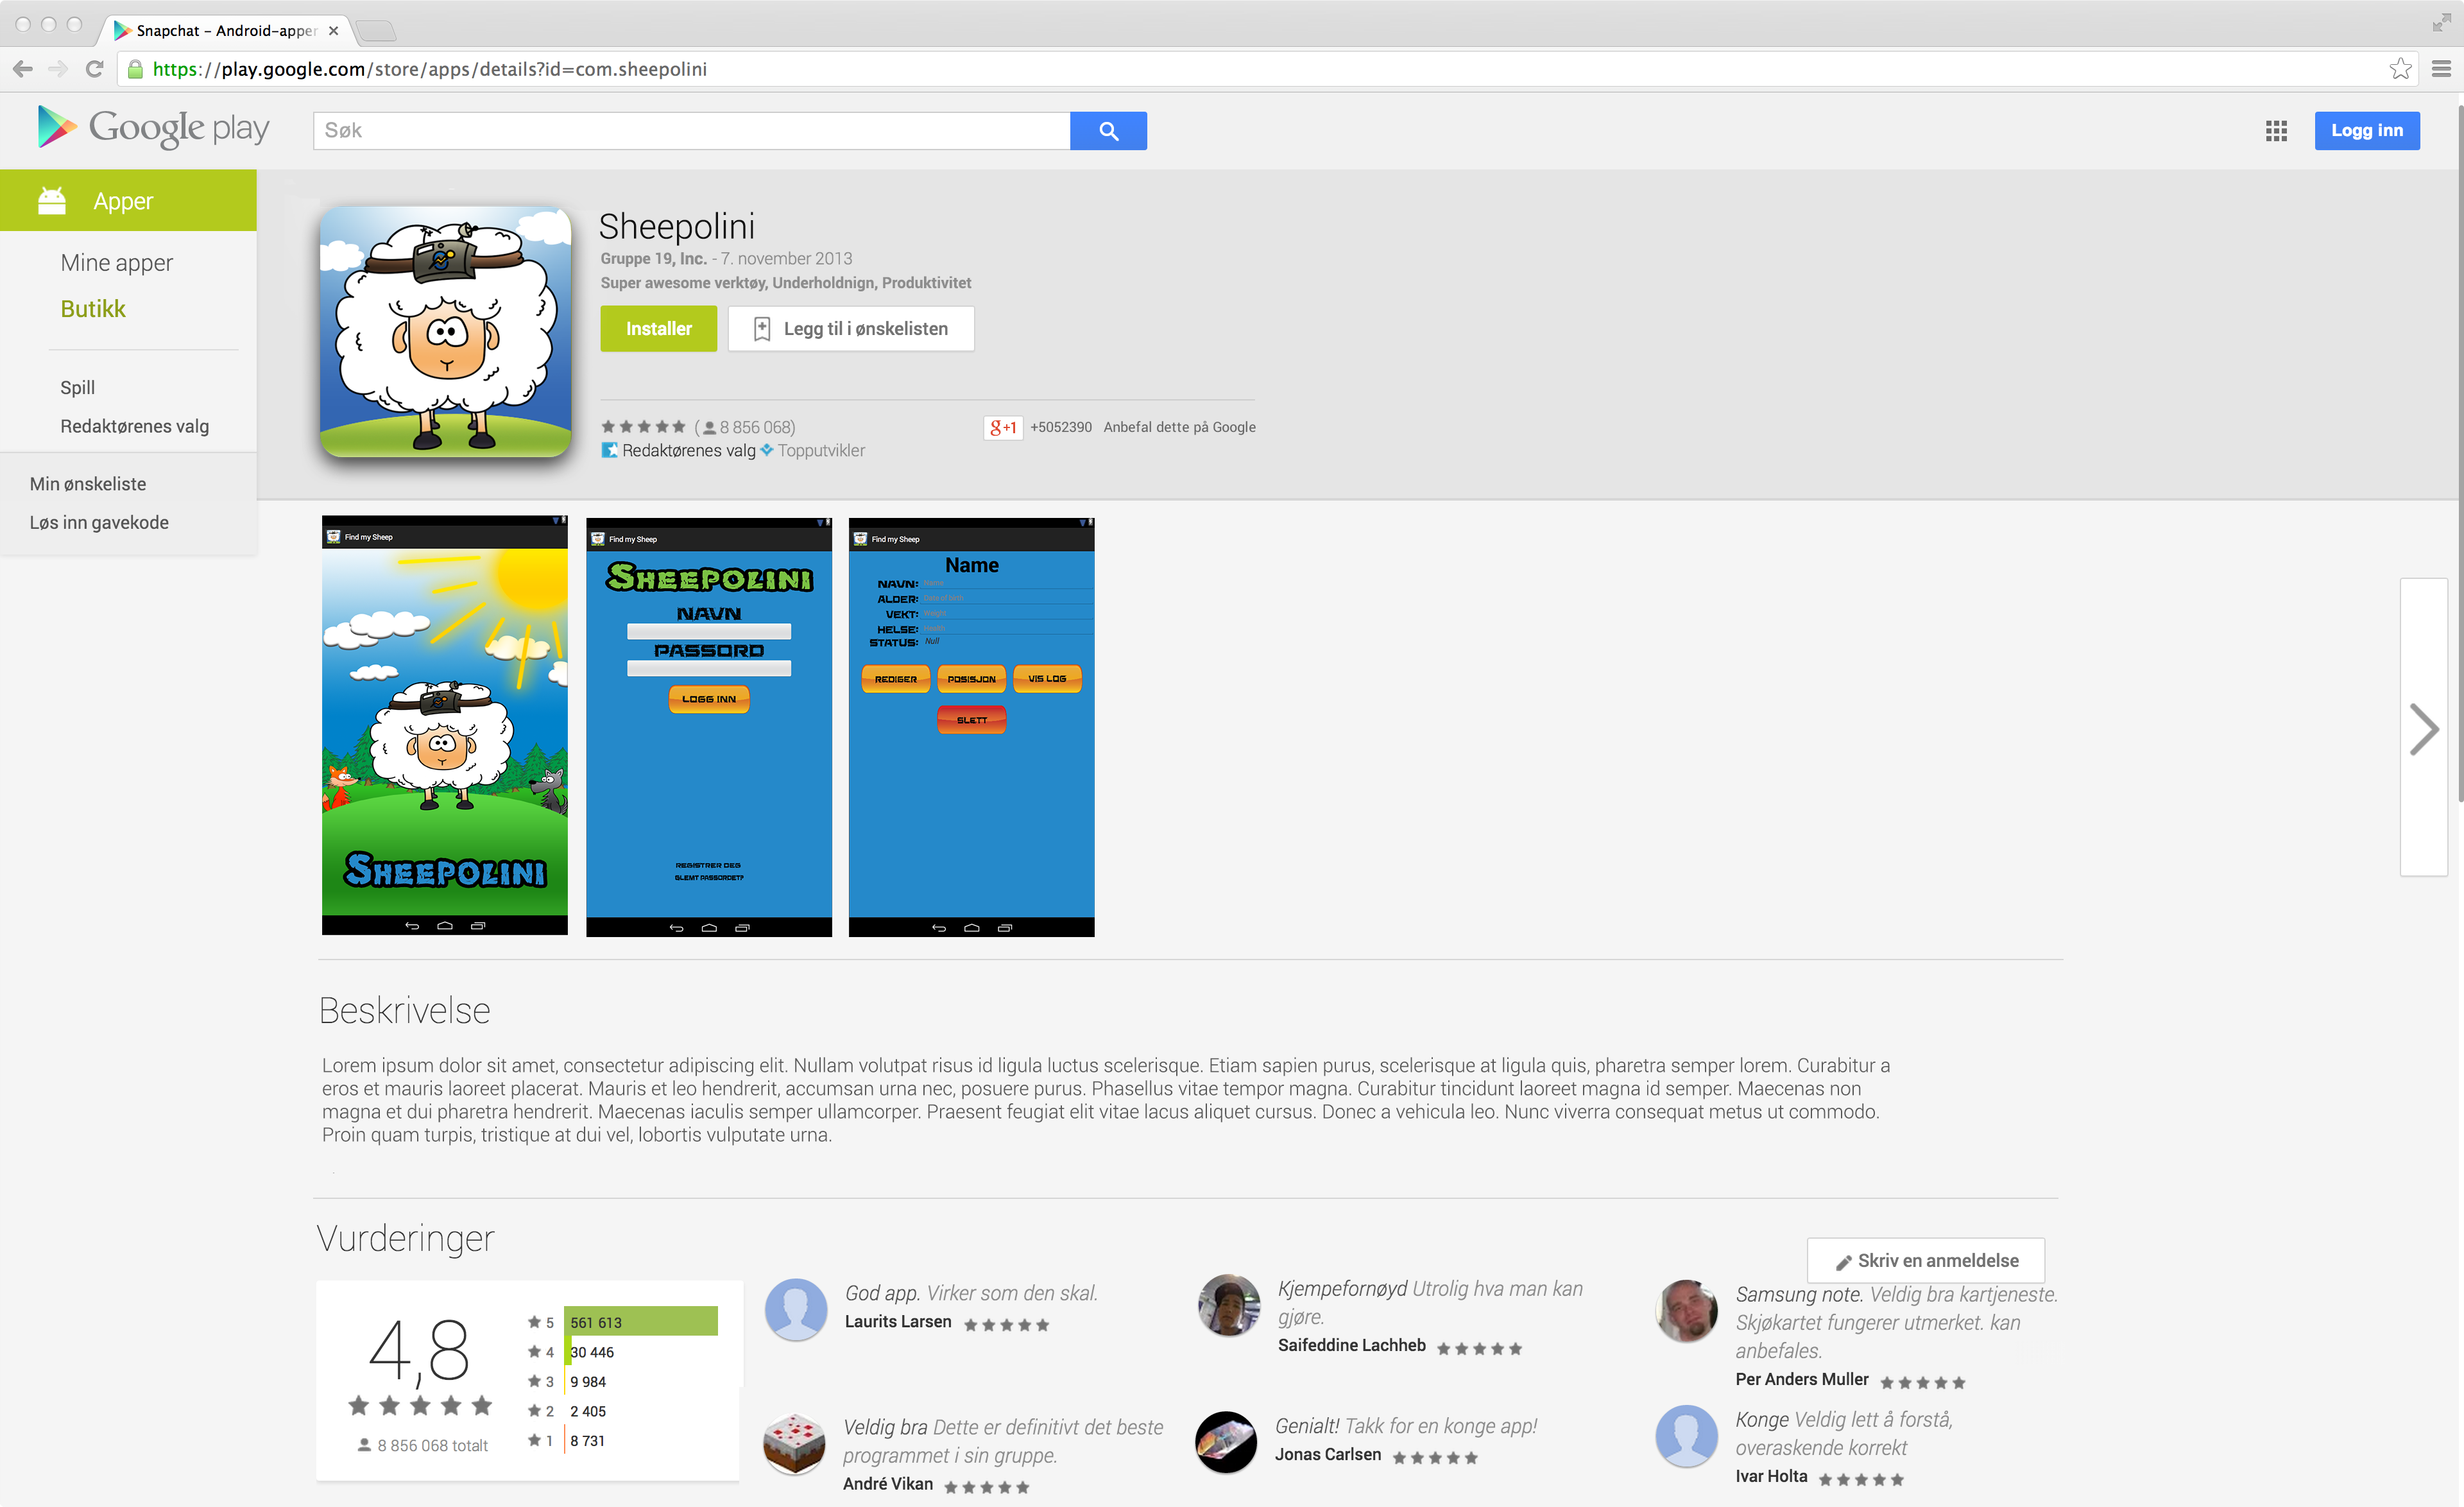 Snapchat – Android-apper
https://play.google.com/store/apps/details?id=com.sheepolini
Google play
Søk
Logg inn
Apper
Mine apper
Butikk
Spill
Redaktørenes valg
Min ønskeliste
Løs inn gavekode
Sheepolini
Gruppe 19, Inc. - 7. november 2013
Super awesome verktøy, Underholdnign, Produktivitet
Installer
Legg til i ønskelisten
(8 856 068)
g+1 +5052390 Anbefal dette på Google
Redaktørenes valg Topputvikler
Find my Sheep
SHEEPOLINI
Find my Sheep
SHEEPOLINI
NAVN
PASSORD
LOGG INN
REGISTRER DEG
GLEMT PASSORDET?
Find my Sheep
Name
NAVN: Name
ALDER: Date of birth
VEKT: Weight
HELSE: Health
STATUS: Null
REDIGER
POSISJON
VIS LOG
SLETT
Beskrivelse
Lorem ipsum dolor sit amet, consectetur adipiscing elit. Nullam volutpat risus id ligula luctus scelerisque. Etiam sapien purus, scelerisque at ligula quis, pharetra semper lorem. Curabitur a
eros et mauris laoreet placerat. Mauris et leo hendrerit, accumsan urna nec, posuere purus. Phasellus vitae tempor magna. Curabitur tincidunt laoreet magna id semper. Maecenas non
magna et dui pharetra hendrerit. Maecenas iaculis semper ullamcorper. Praesent feugiat elit vitae lacus aliquet cursus. Donec a vehicula leo. Nunc viverra consequat metus ut commodo.
Proin quam turpis, tristique at dui vel, lobortis vulputate urna.
Vurderinger
Skriv en anmeldelse
4,8
8 856 068 totalt
5 561 613
4 30 446
3 9 984
2 2 405
1 8 731
God app. Virker som den skal.
Laurits Larsen
Kjempefornøyd Utrolig hva man kan
gjøre.
Saifeddine Lachheb
Samsung note. Veldig bra kartjeneste.
Skjøkartet fungerer utmerket. kan
anbefales.
Per Anders Muller
Veldig bra Dette er definitivt det beste
programmet i sin gruppe.
André Vikan
Genialt! Takk for en konge app!
Jonas Carlsen
Konge Veldig lett å forstå,
overaskende korrekt
Ivar Holta